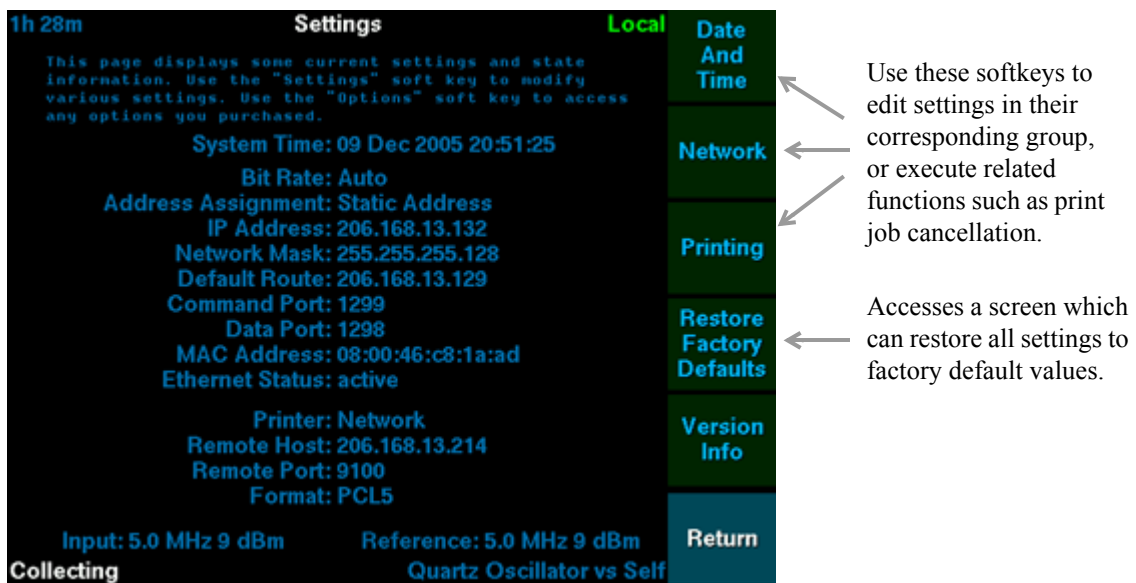 1h 28m Settings Local
This page displays some current settings and state
information. Use the "Settings" soft key to modify
various settings. Use the "Options" soft key to access
any options you purchased.
System Time: 09 Dec 2005 20:51:25
Bit Rate: Auto
Address Assignment: Static Address
IP Address: 206.168.13.132
Network Mask: 255.255.255.128
Default Route: 206.168.13.129
Command Port: 1299
Data Port: 1298
MAC Address: 08:00:46:c8:1a:ad
Ethernet Status: active
Printer: Network
Remote Host: 206.168.13.214
Remote Port: 9100
Format: PCL5
Input: 5.0 MHz 9 dBm Reference: 5.0 MHz 9 dBm
Collecting Quartz Oscillator vs Self
Date
And
Time
Network
Printing
Restore
Factory
Defaults
Version
Info
Return
Use these softkeys to
edit settings in their
corresponding group,
or execute related
functions such as print
job cancellation.
Accesses a screen which
can restore all settings to
factory default values.